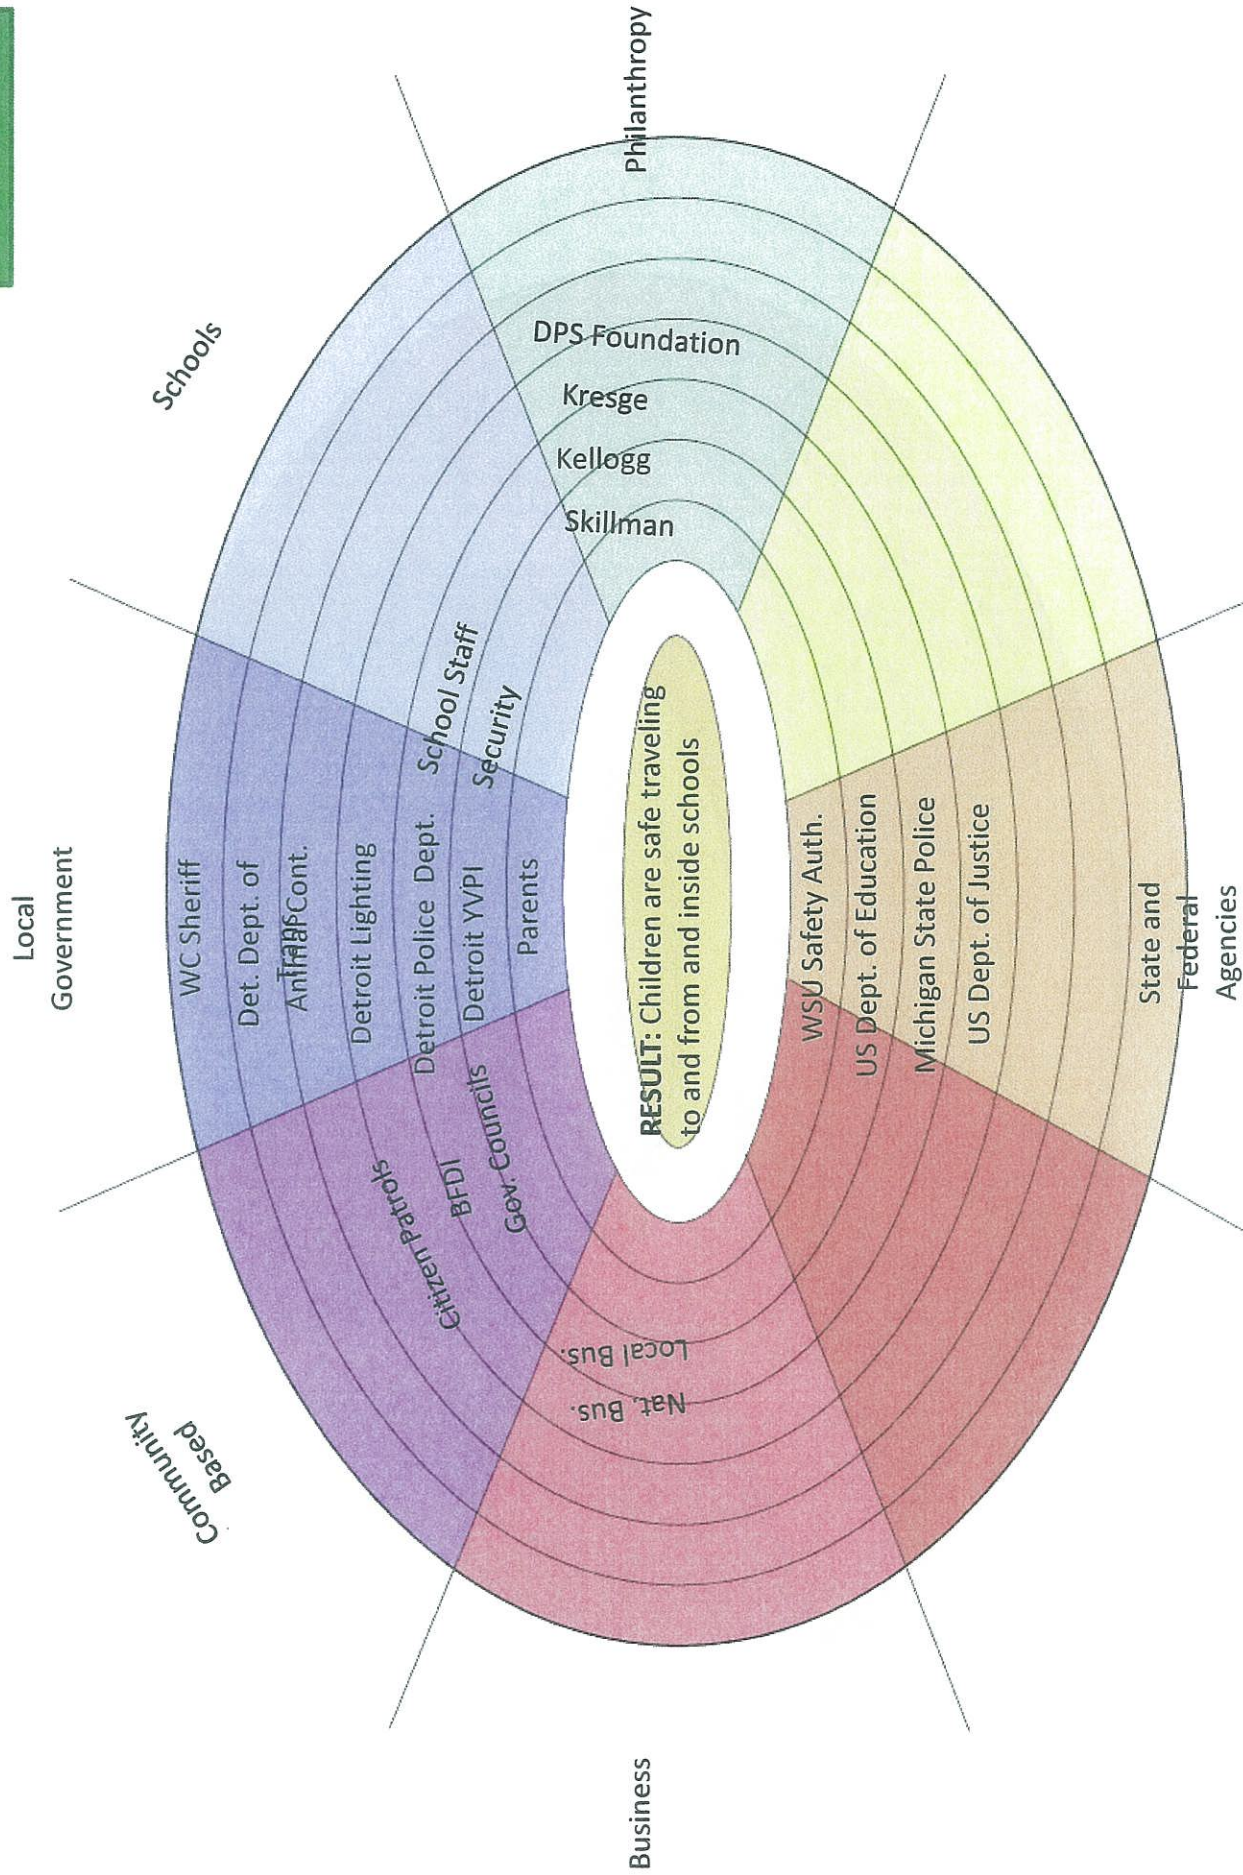 Local
Government
Schools
Community
Based
Philanthropy
Business
State and
Federal
Agencies
WC Sheriff
Det. Dept. of
Trans.
Animal Cont.
Detroit Lighting
Detroit Police Dept.
Detroit YVPI
Parents
School Staff
Security
Citizen Patrols
BFDI
Gov. Councils
DPS Foundation
Kresge
Kellogg
Skillman
Local Bus.
Nat. Bus.
RESULT: Children are safe traveling
to and from and inside schools
WSU Safety Auth.
US Dept. of Education
Michigan State Police
US Dept. of Justice